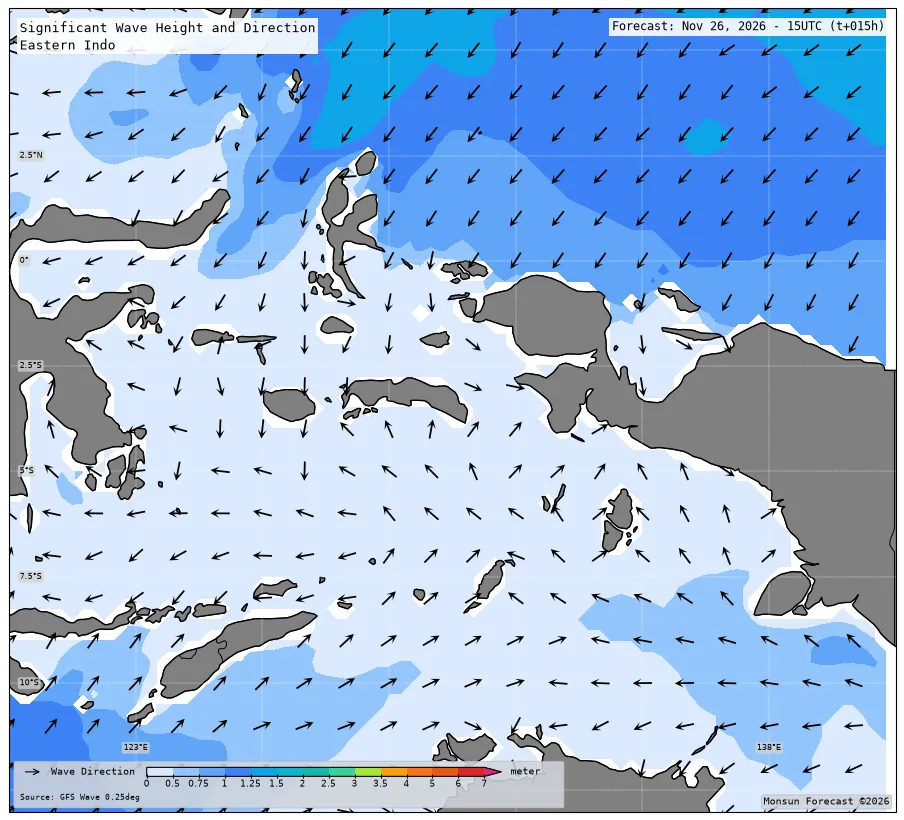 Significant Wave Height and Direction
Eastern Indo
Forecast: Nov 26, 2026 - 15UTC (t+015h)
2.5°N
0°
2.5°S
5°S
7.5°S
10°S
123°E
138°E
Wave Direction
meter
0 0.5 0.75 1 1.25 1.5 2 2.5 3 3.5 4 5 6 7
Source: GFS Wave 0.25deg
Monsun Forecast ©2026